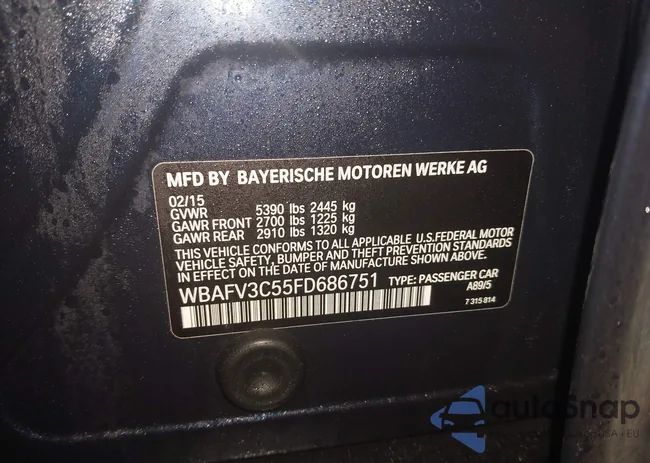 MFD BY BAYERISCHE MOTOREN WERKE AG
02/15
GVWR 5390 lbs 2445 kg
GAWR FRONT 2700 lbs 1225 kg
GAWR REAR 2910 lbs 1320 kg
THIS VEHICLE CONFORMS TO ALL APPLICABLE U.S.FEDERAL MOTOR
VEHICLE SAFETY, BUMPER AND THEFT PREVENTION STANDARDS
IN EFFECT ON THE DATE OF MANUFACTURE SHOWN ABOVE.
WBAFV3C55FD686751 TYPE: PASSENGER CAR
A89/5
7 315 814
autoSnap